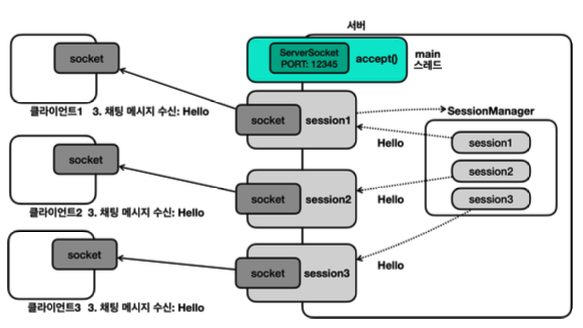 서버
ServerSocket
PORT: 12345
accept()
main
스레드
socket
클라이언트1 3. 채팅 메시지 수신: Hello
socket
session1
Hello
SessionManager
session1
session2
session3
socket
클라이언트2 3. 채팅 메시지 수신: Hello
socket
session2
Hello
socket
클라이언트3 3. 채팅 메시지 수신: Hello
socket
session3
Hello